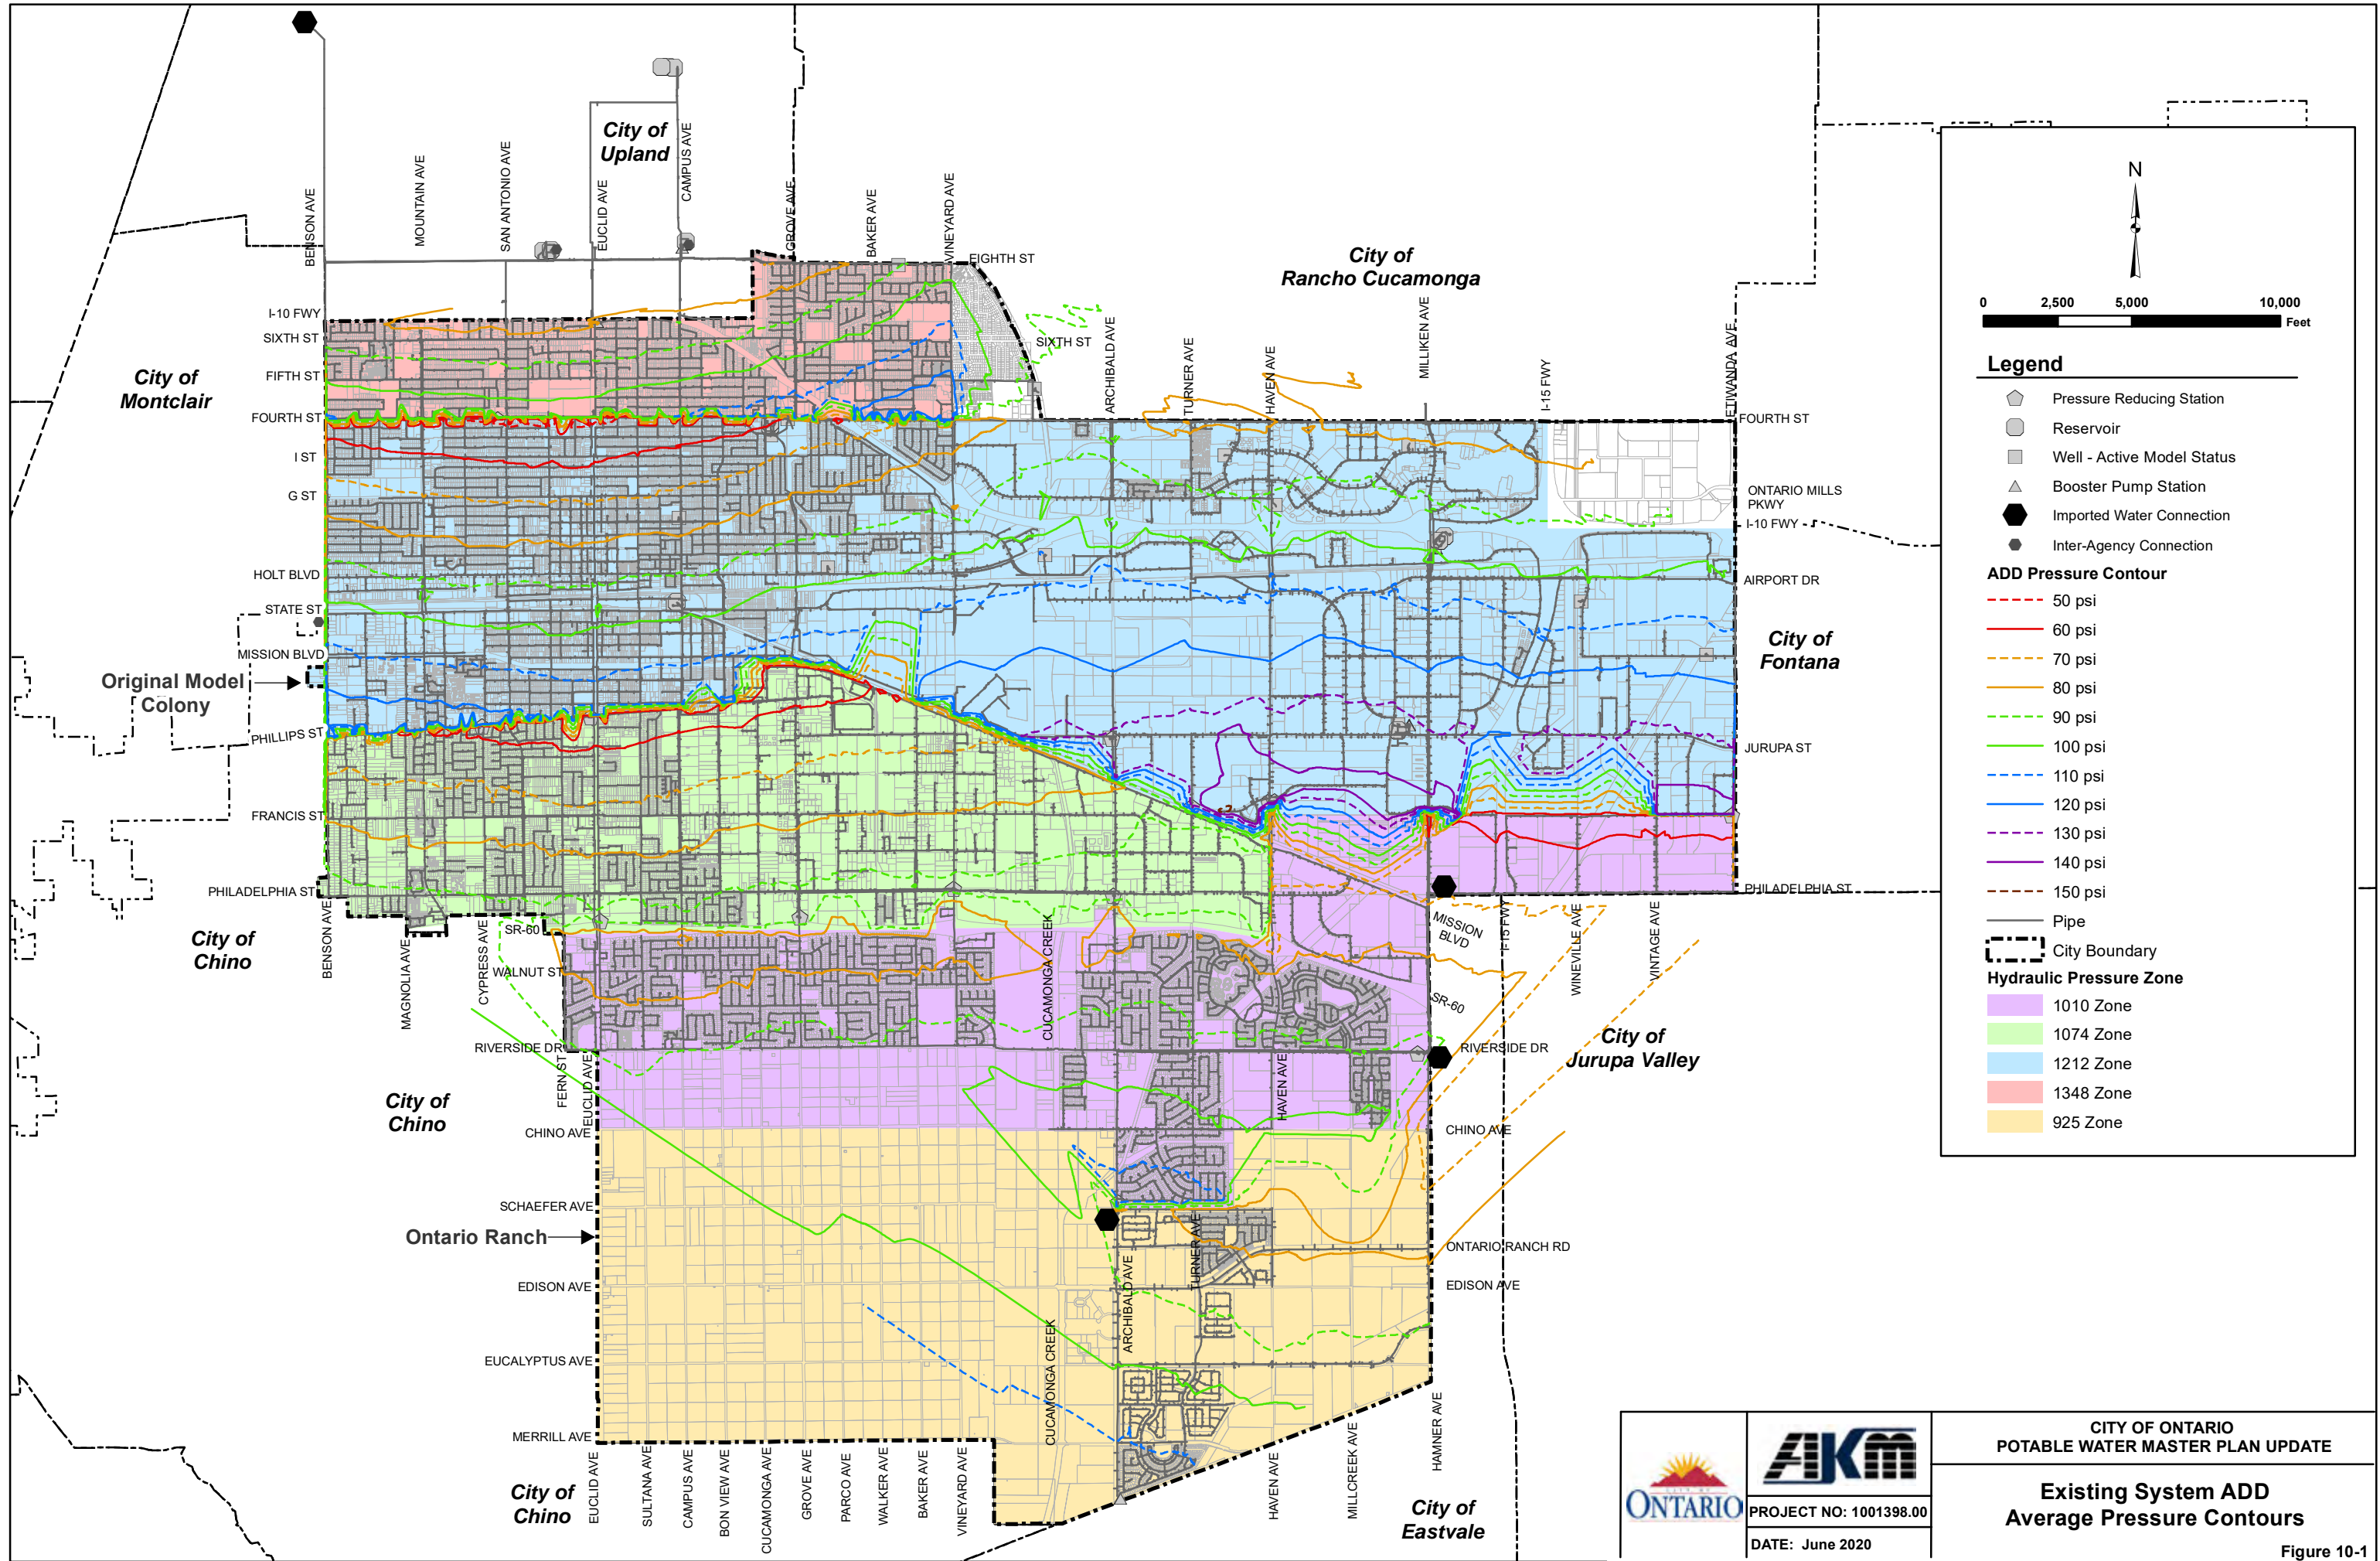 City of
Upland
BENSON AVE
MOUNTAIN AVE
SAN ANTONIO AVE
EUCLID AVE
CAMPUS AVE
GROVE AVE
BAKER AVE
VINEYARD AVE
EIGHTH ST
City of
Rancho Cucamonga
I-10 FWY
SIXTH ST
FIFTH ST
FOURTH ST
I ST
G ST
HOLT BLVD
STATE ST
MISSION BLVD
PHILLIPS ST
FRANCIS ST
PHILADELPHIA ST
City of
Montclair
Original Model
Colony
SIXTH ST
ARCHIBALD AVE
TURNER AVE
HAVEN AVE
MILLIKEN AVE
I-15 FWY
ETIWANDA AVE
FOURTH ST
ONTARIO MILLS
PKWY
I-10 FWY
AIRPORT DR
City of
Fontana
JURUPA ST
PHILADELPHIA ST
City of
Chino
BENSON AVE
MAGNOLIA AVE
CYPRESS AVE
SR-60
WALNUT ST
RIVERSIDE DR
FERN ST
EUCLID AVE
CUCAMONGA CREEK
HAVEN AVE
MISSION
BLVD
SR-60
I-15 FWY
WINEVILLE AVE
VINTAGE AVE
RIVERSIDE DR
City of
Jurupa Valley
City of
Chino
CHINO AVE
CHINO AVE
SCHAEFER AVE
Ontario Ranch
TURNER AVE
ARCHIBALD AVE
ONTARIO RANCH RD
EDISON AVE
EDISON AVE
EUCALYPTUS AVE
CUCAMONGA CREEK
MERRILL AVE
City of
Chino
EUCLID AVE
SULTANA AVE
CAMPUS AVE
BON VIEW AVE
CUCAMONGA AVE
GROVE AVE
PARCO AVE
WALKER AVE
BAKER AVE
VINEYARD AVE
HAVEN AVE
MILLCREEK AVE
HAMNER AVE
City of
Eastvale
N
0 2,500 5,000 10,000
Feet
Legend
Pressure Reducing Station
Reservoir
Well - Active Model Status
Booster Pump Station
Imported Water Connection
Inter-Agency Connection
ADD Pressure Contour
50 psi
60 psi
70 psi
80 psi
90 psi
100 psi
110 psi
120 psi
130 psi
140 psi
150 psi
Pipe
City Boundary
Hydraulic Pressure Zone
1010 Zone
1074 Zone
1212 Zone
1348 Zone
925 Zone
ONTARIO
AKM
PROJECT NO: 1001398.00
DATE: June 2020
CITY OF ONTARIO
POTABLE WATER MASTER PLAN UPDATE
Existing System ADD
Average Pressure Contours
Figure 10-1